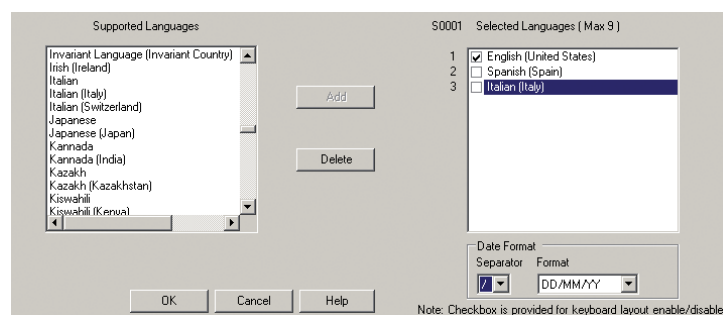 Supported Languages
Invariant Language (Invariant Country)
Irish (Ireland)
Italian
Italian (Italy)
Italian (Switzerland)
Japanese
Japanese (Japan)
Kannada
Kannada (India)
Kazakh
Kazakh (Kazakhstan)
Kiswahili
Kiswahili (Kenya)
Add
Delete
OK
Cancel
Help
S0001 Selected Languages ( Max 9 )
1 English (United States)
2 Spanish (Spain)
3 Italian (Italy)
Date Format
Separator Format
/ DD/MM/YY
Note: Checkbox is provided for keyboard layout enable/disable